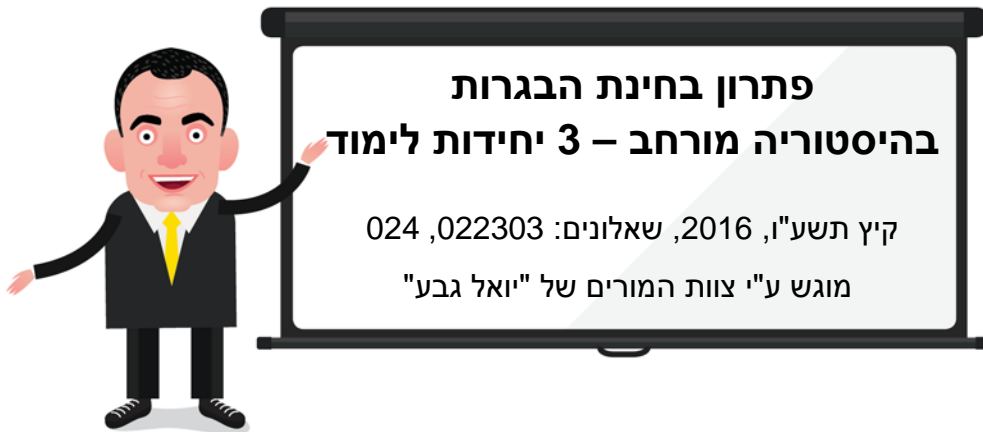 פתרון בחינת הבגרות
בהיסטוריה מורחב – 3 יחידות לימוד
קיץ תשע"ו, 2016, שאלונים: 022303, 024
מוגש ע"י צוות המורים של "יואל גבע"